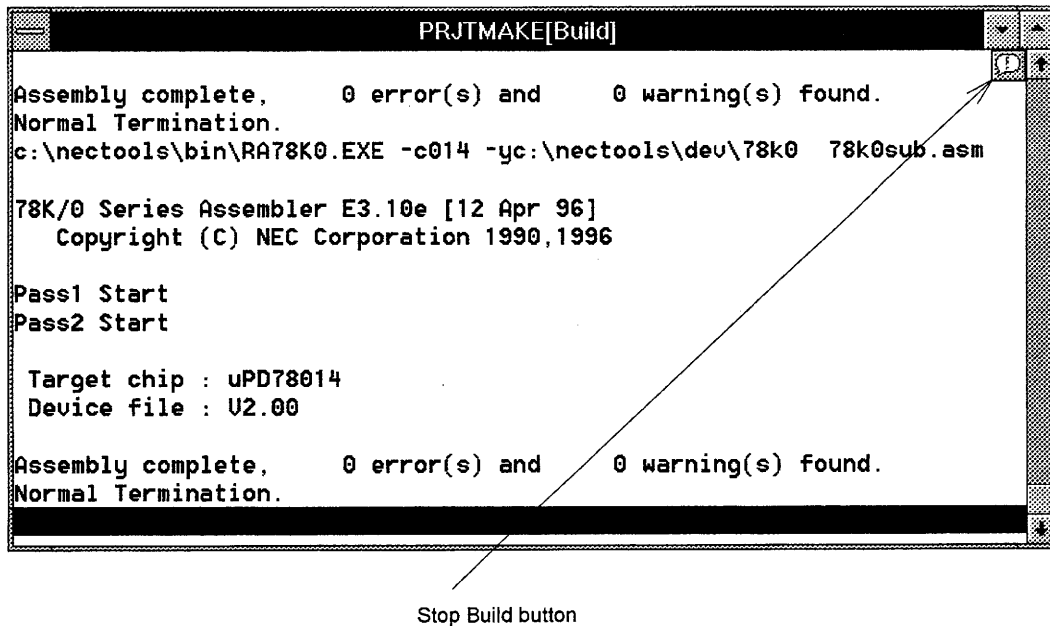 PRJTMAKE[Build]
Assembly complete, 0 error(s) and 0 warning(s) found.
Normal Termination.
c:\nectools\bin\RA78K0.EXE -c014 -yc:\nectools\dev\78k0 78k0sub.asm
78K/0 Series Assembler E3.10e [12 Apr 96]
Copyright (C) NEC Corporation 1990,1996
Pass1 Start
Pass2 Start
Target chip : uPD78014
Device file : V2.00
Assembly complete, 0 error(s) and 0 warning(s) found.
Normal Termination.
Stop Build button